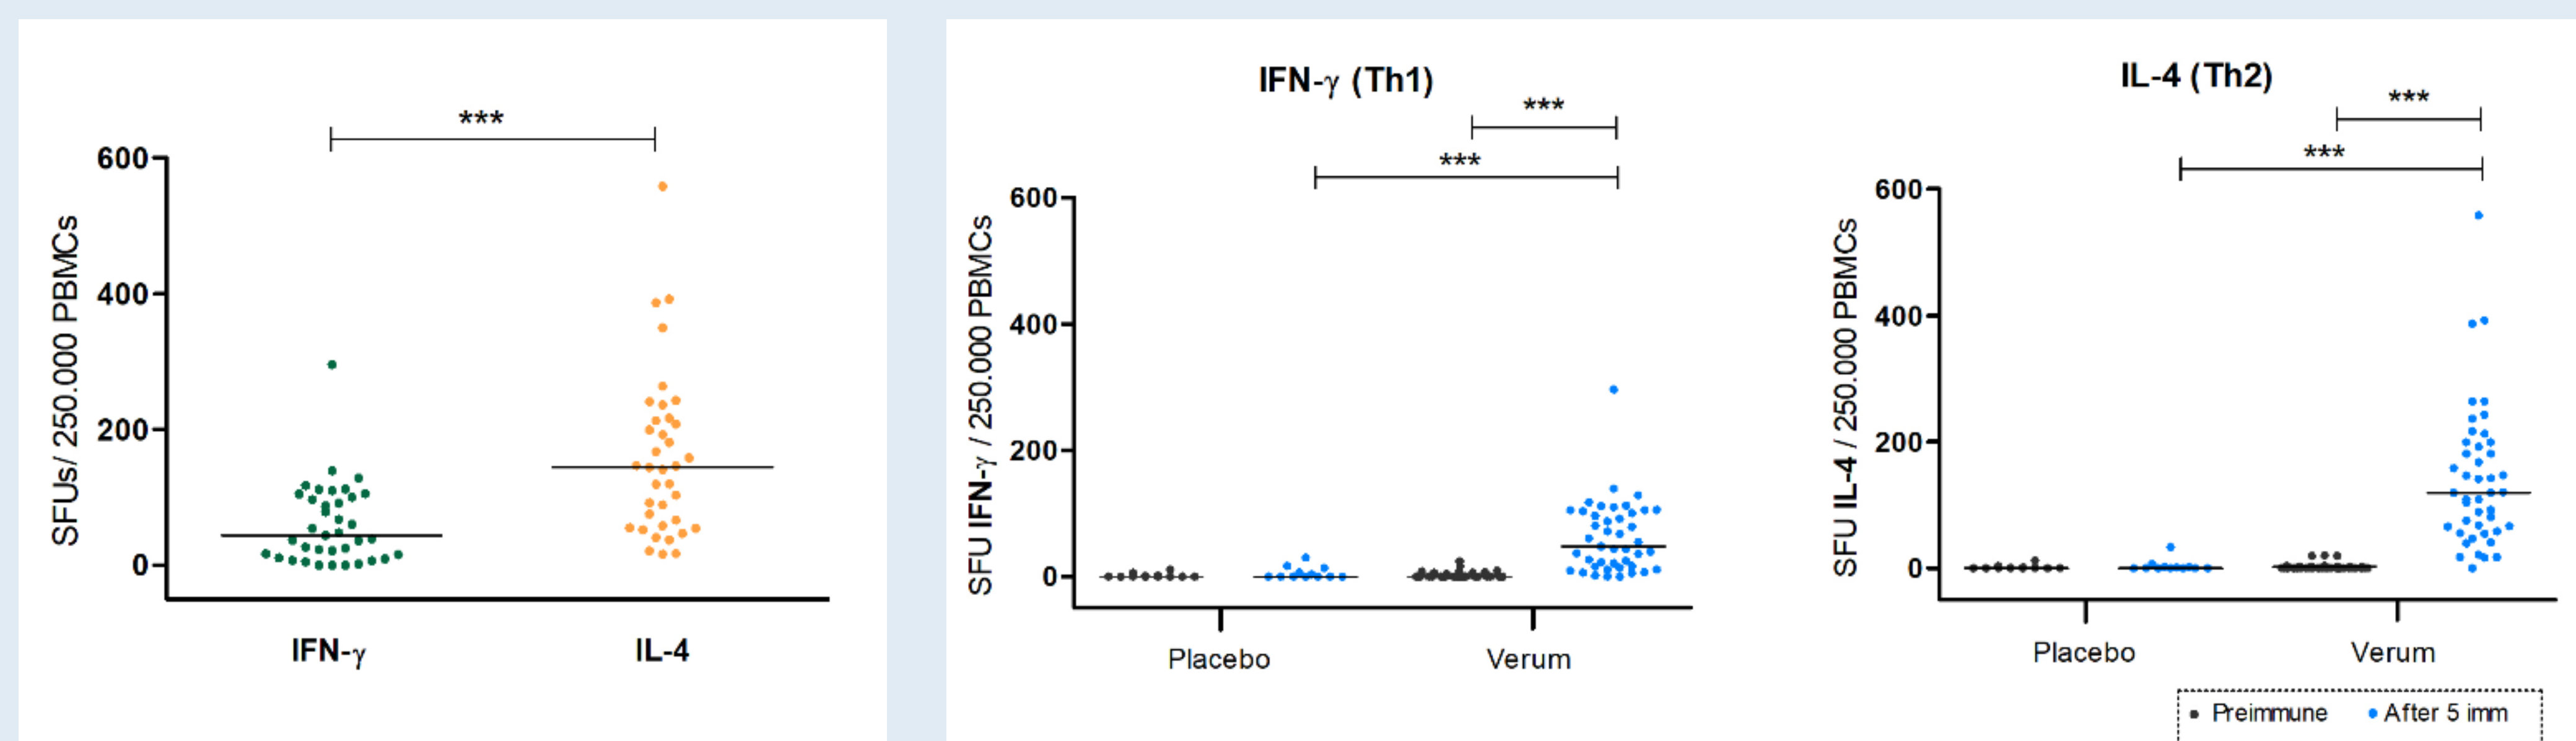 ***
600
400
200
0
SFUs/ 250.000 PBMCs
IFN-γ
IL-4
IFN-γ (Th1)
***
***
600
400
200
0
SFU IFN-γ / 250.000 PBMCs
Placebo
Verum
IL-4 (Th2)
***
***
600
400
200
0
SFU IL-4 / 250.000 PBMCs
Placebo
Verum
Preimmune After 5 imm